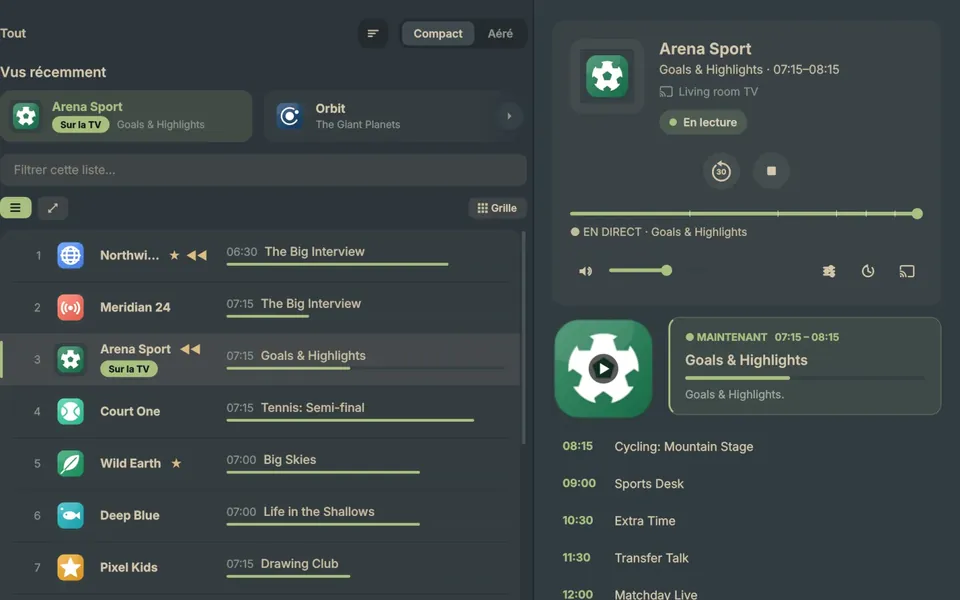 Tout
Compact
Aéré
Vus récemment
Arena Sport
Sur la TV
Goals & Highlights
Orbit
The Giant Planets
Filtrer cette liste...
Grille
1 Northwi... 06:30 The Big Interview
2 Meridian 24 07:15 The Big Interview
3 Arena Sport 07:15 Goals & Highlights
Sur la TV
4 Court One 07:15 Tennis: Semi-final
5 Wild Earth 07:00 Big Skies
6 Deep Blue 07:00 Life in the Shallows
7 Pixel Kids 07:15 Drawing Club
Arena Sport
Goals & Highlights · 07:15–08:15
Living room TV
En lecture
30
EN DIRECT · Goals & Highlights
MAINTENANT 07:15 – 08:15
Goals & Highlights
Goals & Highlights.
08:15 Cycling: Mountain Stage
09:00 Sports Desk
10:30 Extra Time
11:30 Transfer Talk
12:00 Matchday Live